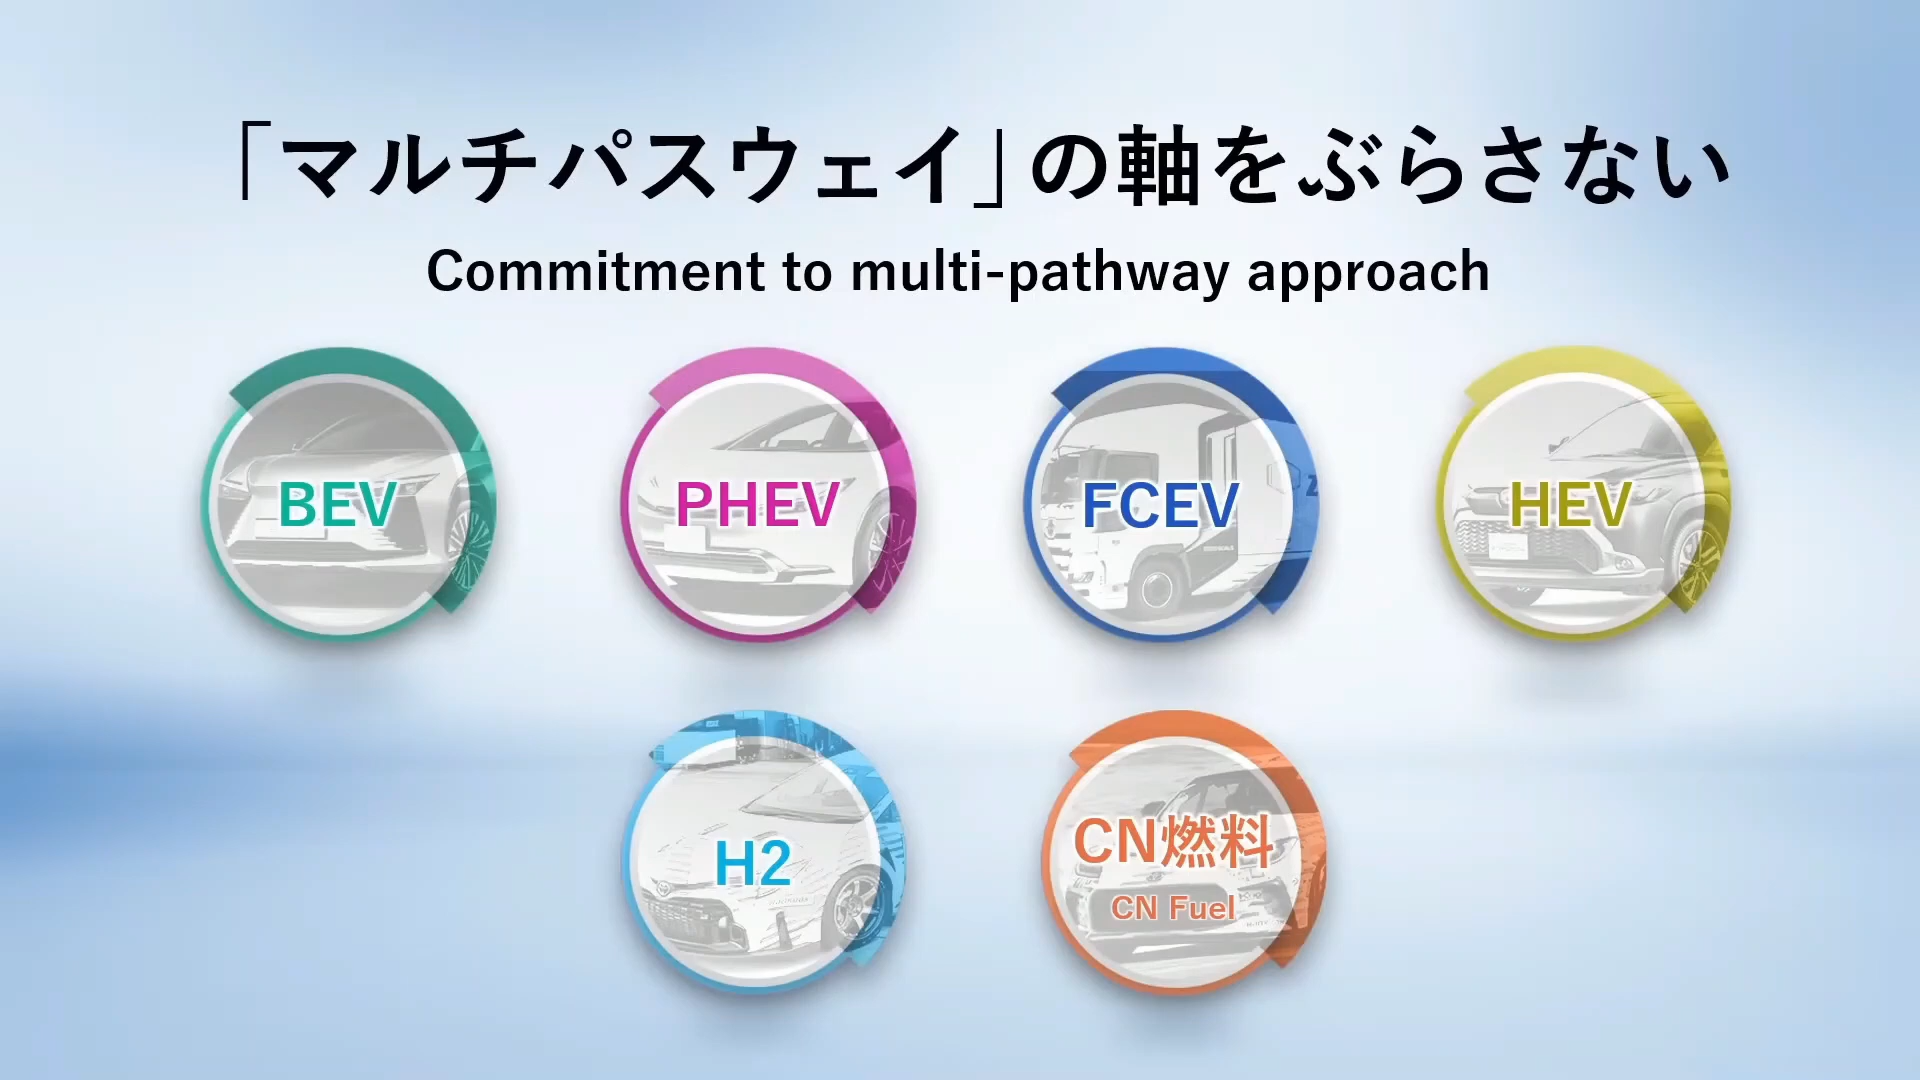 「マルチパスウェイ」の軸をぶらさない
Commitment to multi-pathway approach
BEV
PHEV
FCEV
HEV
H2
CN燃料
CN Fuel